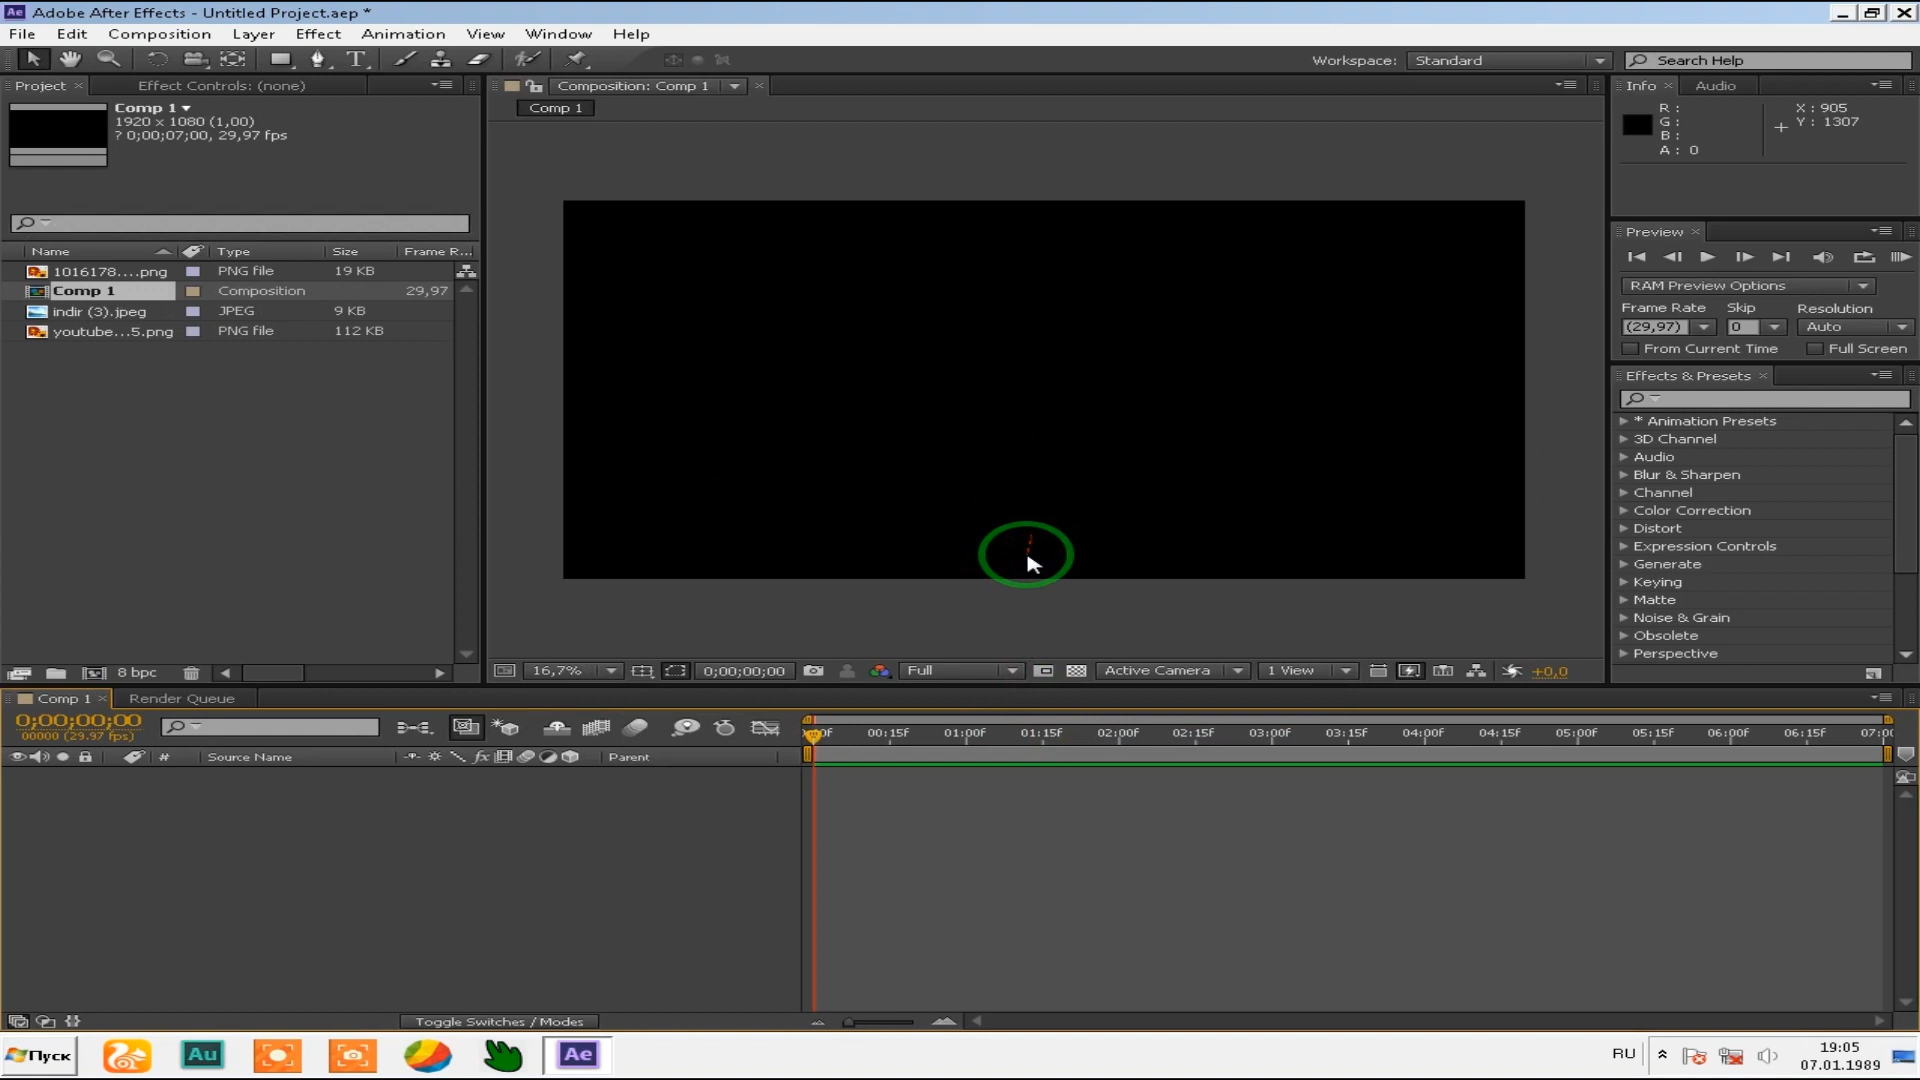 Ae Adobe After Effects - Untitled Project.aep *
File Edit Composition Layer Effect Animation View Window Help
Workspace: Standard Search Help
Project × Effect Controls: (none)
Comp 1
1920 x 1080 (1,00)
? 0;00;07;00, 29,97 fps
Name Type Size Frame R...
1016178....png PNG file 19 KB
Comp 1 Composition 29,97
indir (3).jpeg JPEG 9 KB
youtube...5.png PNG file 112 KB
8 bpc
Composition: Comp 1 ×
Comp 1
16,7% 0;00;00;00 Full Active Camera 1 View +0,0
Info × Audio
R :
G :
B :
A : 0
X : 905
Y : 1307
Preview ×
RAM Preview Options
Frame Rate Skip Resolution
(29,97) 0 Auto
From Current Time Full Screen
Effects & Presets ×
* Animation Presets
3D Channel
Audio
Blur & Sharpen
Channel
Color Correction
Distort
Expression Controls
Generate
Keying
Matte
Noise & Grain
Obsolete
Perspective
Comp 1 × Render Queue
0;00;00;00
00000 (29.97 fps)
00:15F 01:00F 01:15F 02:00F 02:15F 03:00F 03:15F 04:00F 04:15F 05:00F 05:15F 06:00F 06:15F 07:00
# Source Name fx Parent
Toggle Switches / Modes
Пуск Au Ae RU 19:05
07.01.1989